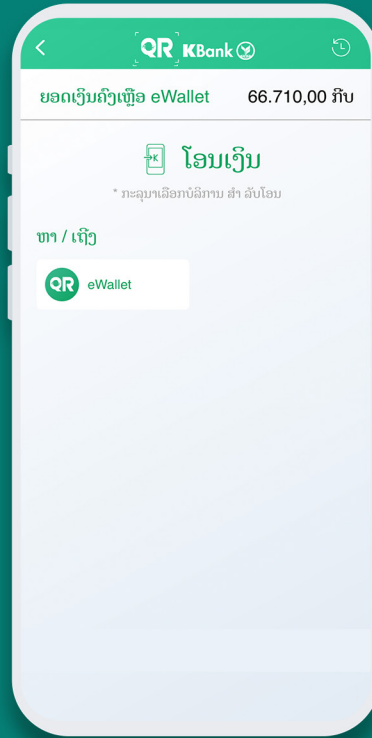 QR KBank
ຍອດເງິນຄົງເຫຼືອ eWallet 66.710,00 ກີບ
ໂອນເງິນ
* ກະລຸນາເລືອກບໍລິການ ສຳ ລັບໂອນ
ຫາ / ເຖິງ
QR eWallet